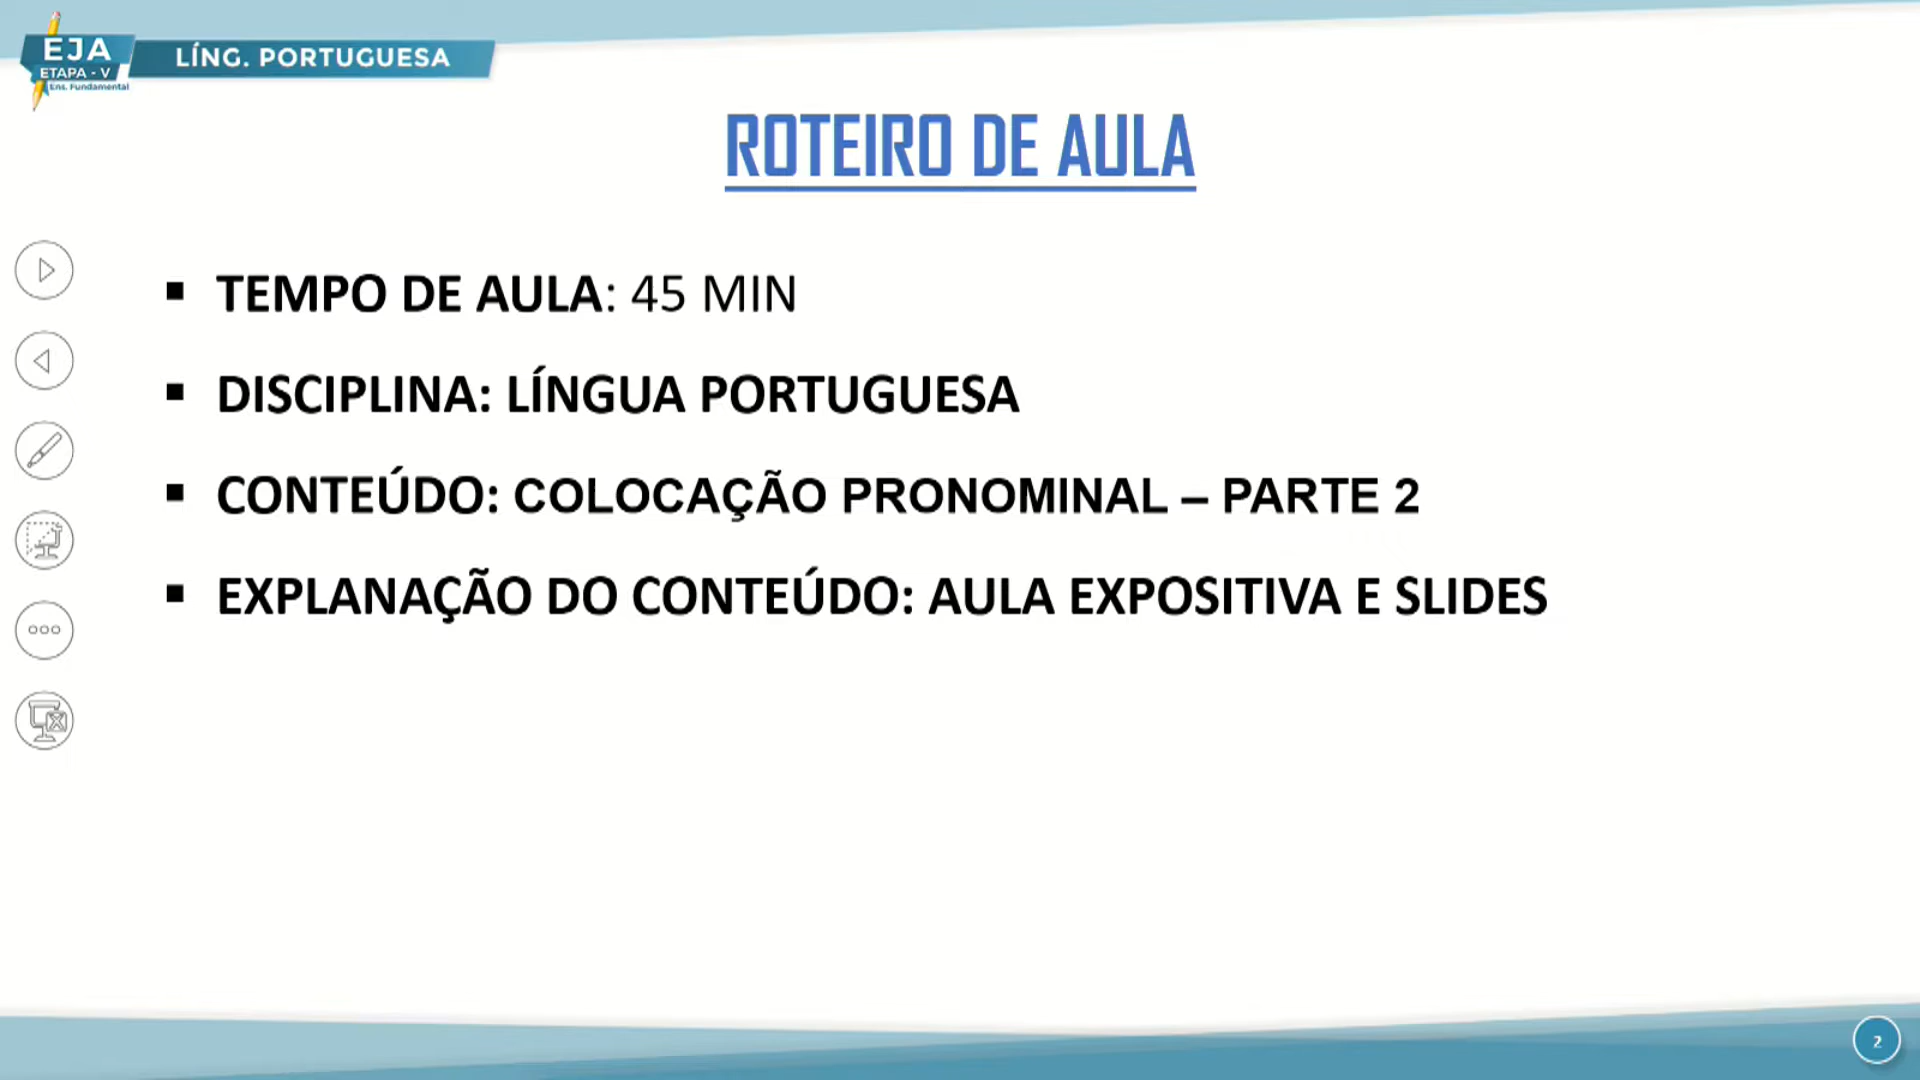 EJA
ETAPA - V
Ens. Fundamental
LÍNG. PORTUGUESA
ROTEIRO DE AULA
▪ TEMPO DE AULA: 45 MIN
▪ DISCIPLINA: LÍNGUA PORTUGUESA
▪ CONTEÚDO: COLOCAÇÃO PRONOMINAL – PARTE 2
▪ EXPLANAÇÃO DO CONTEÚDO: AULA EXPOSITIVA E SLIDES
2